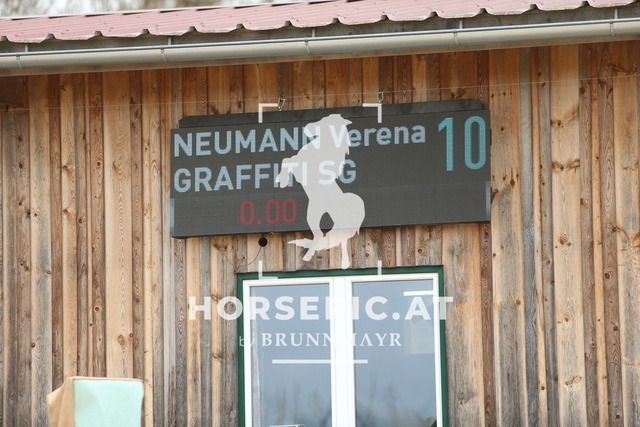 NEUMANN Verena 10
GRAFFITI SG
0.00
HORSEPIC.AT
by BRUNNMAYR